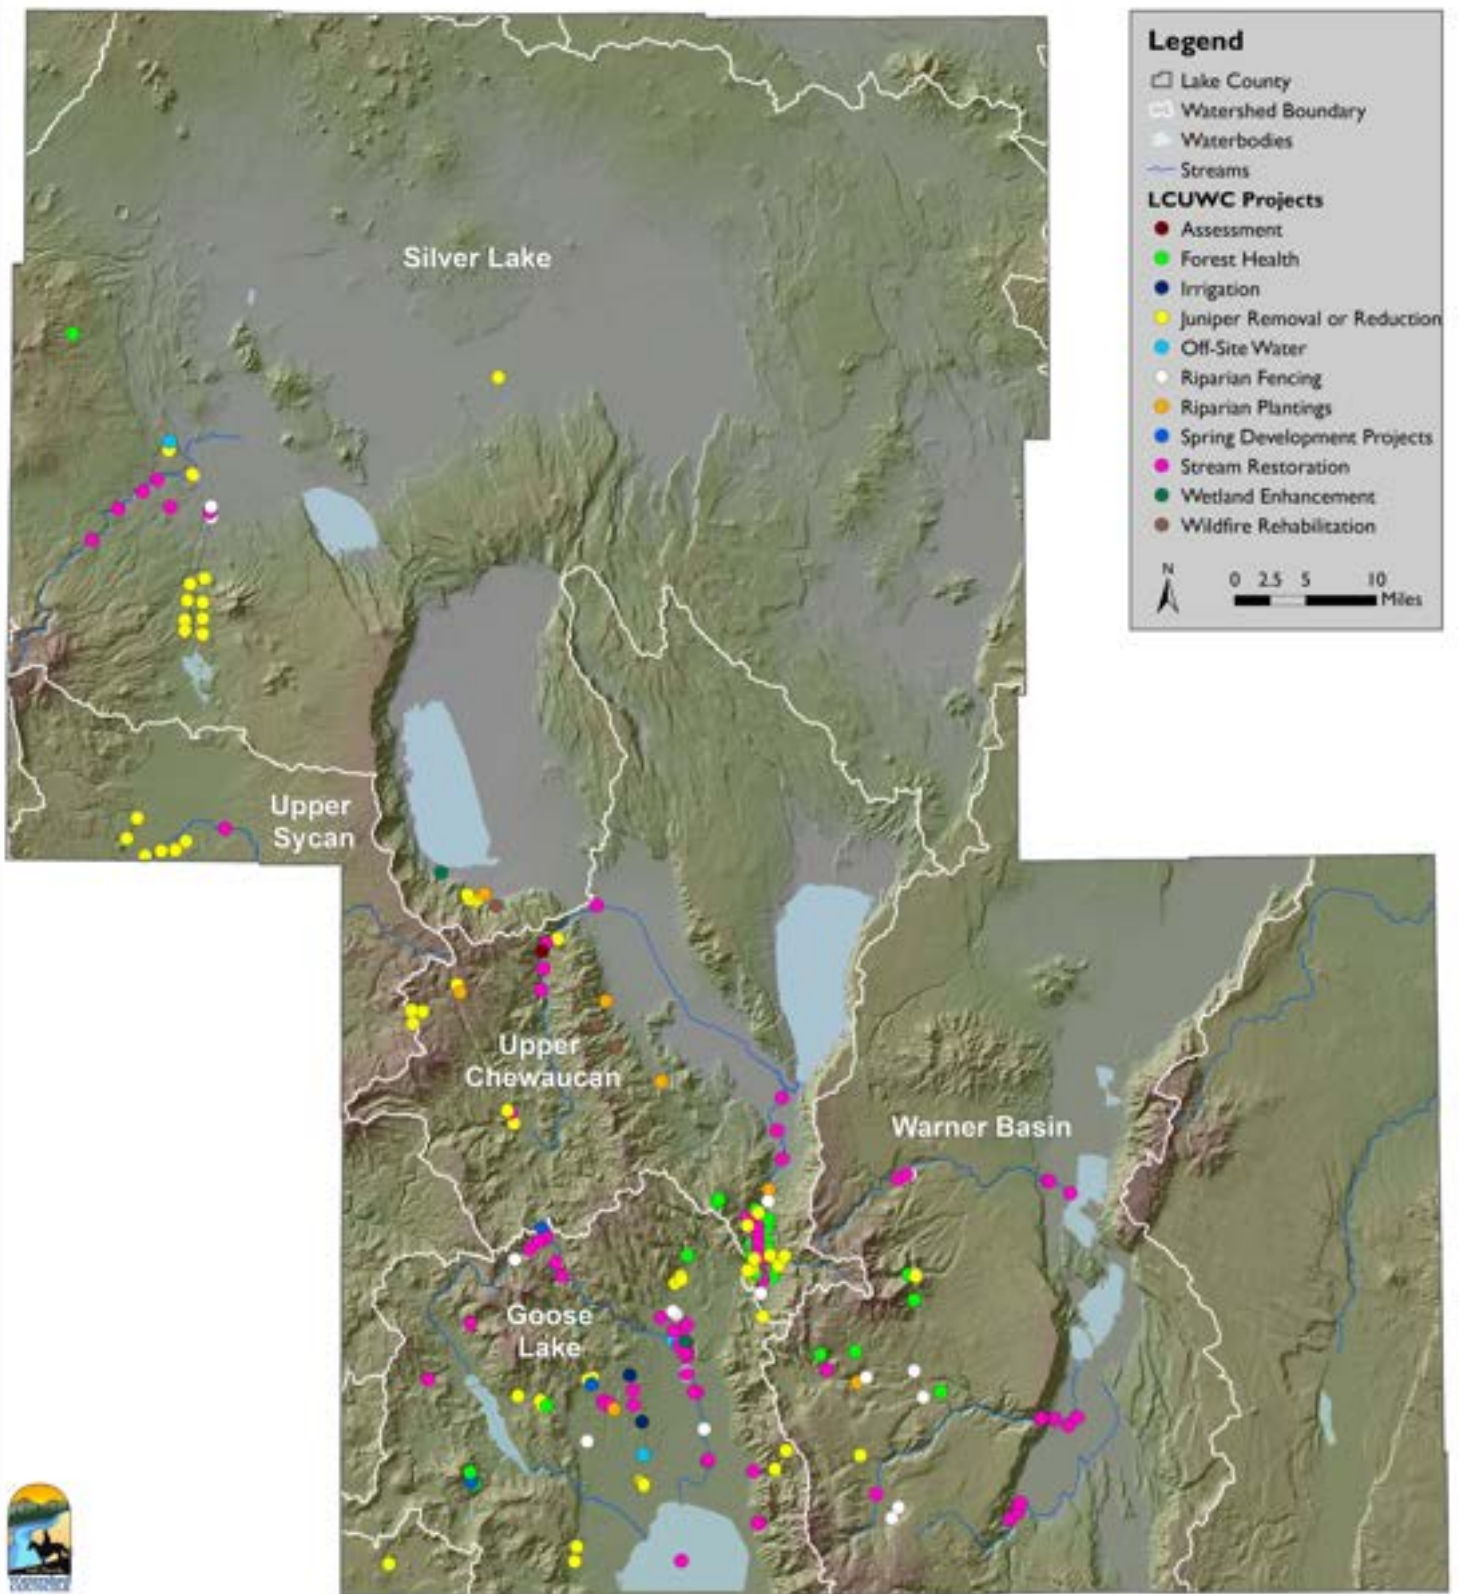 Legend
Lake County
Watershed Boundary
Waterbodies
Streams
LCUWC Projects
Assessment
Forest Health
Irrigation
Juniper Removal or Reduction
Off-Site Water
Riparian Fencing
Riparian Plantings
Spring Development Projects
Stream Restoration
Wetland Enhancement
Wildfire Rehabilitation
N
0 2.5 5 10
Miles
Silver Lake
Upper
Sycan
Upper
Chewaucan
Warner Basin
Goose
Lake